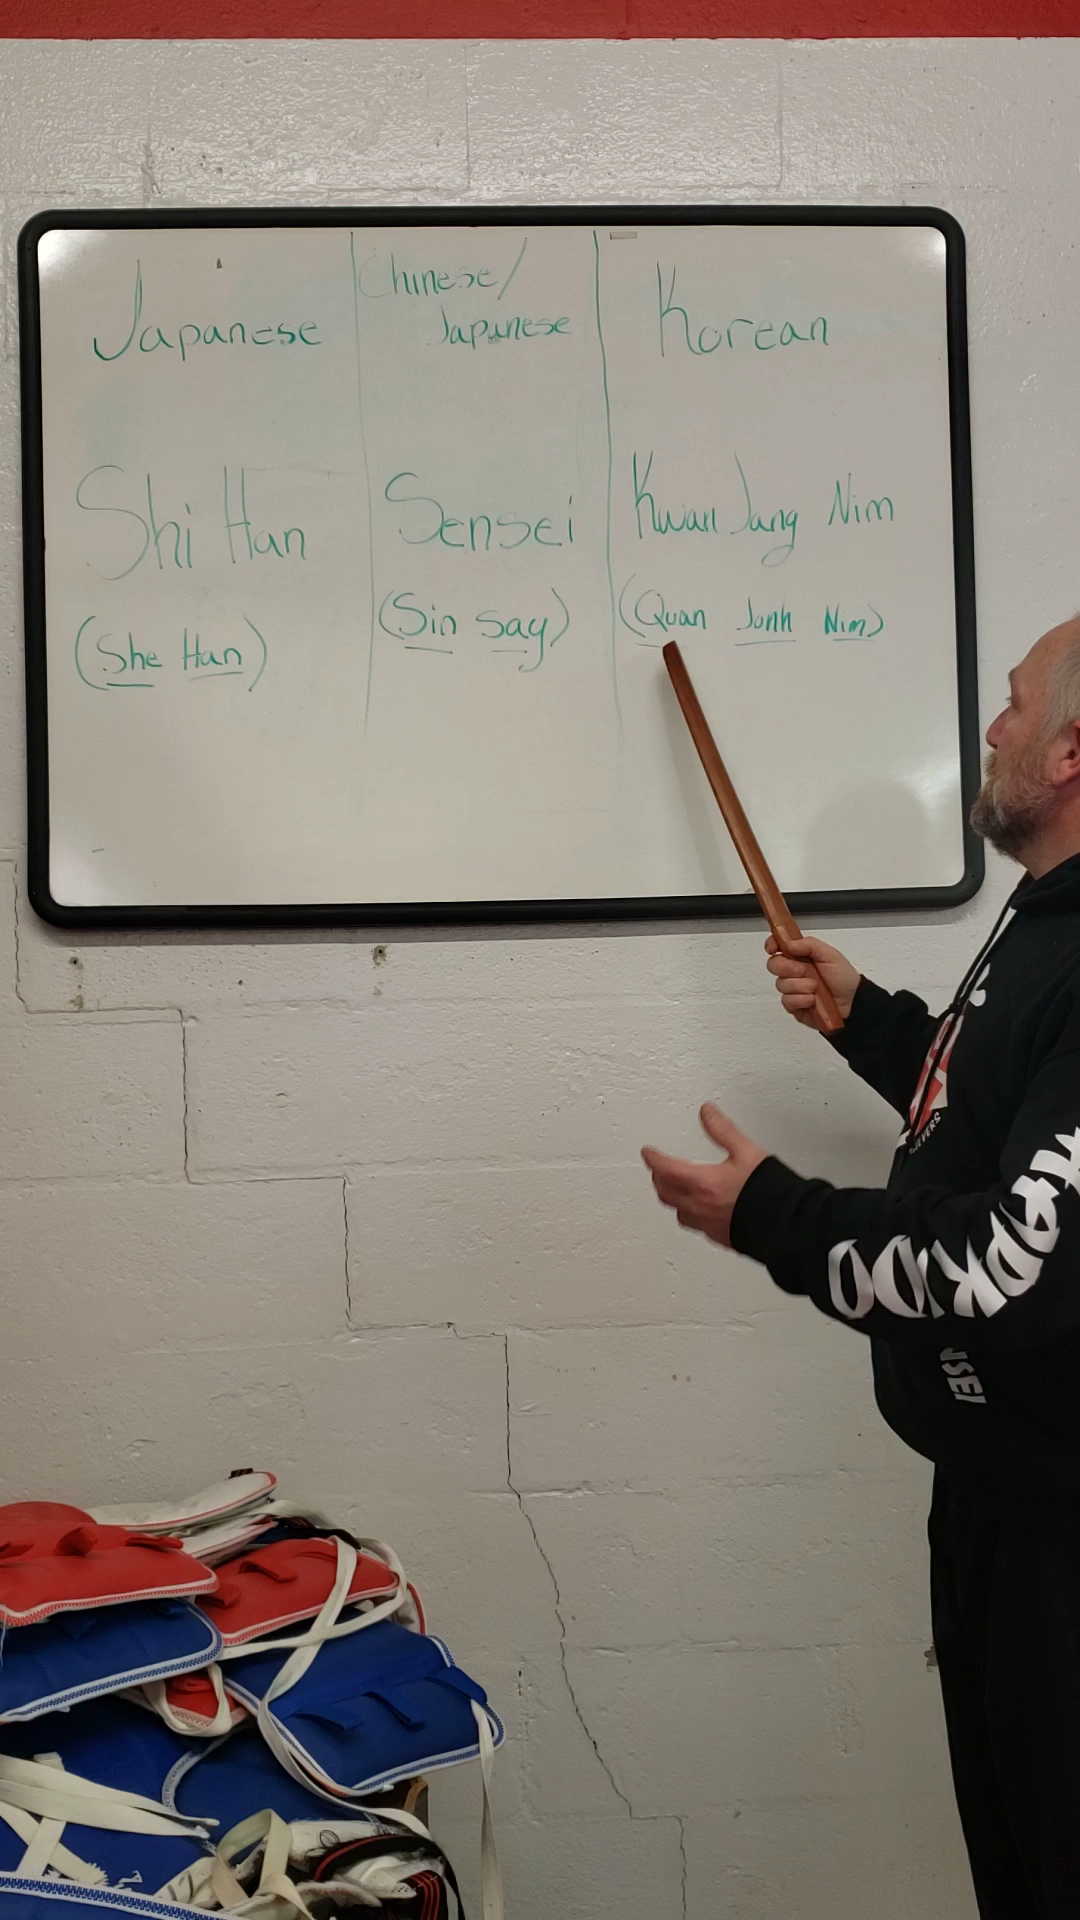 Japanese
Shi Han
(She Han)
Chinese/
Japanese
Sensei
(Sin Say)
Korean
Kwan Jang Nim
(Quan Jonh Nim)
HAPKIDO